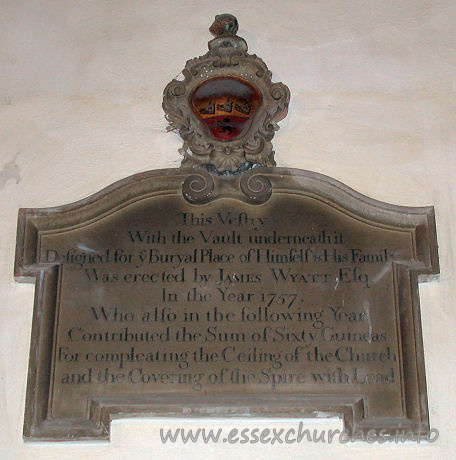 This Veſtry
With the Vault underneath it
Deſigned for ẏ Buryal Place of Himſelf & His Family
Was erected by JAMES WYATT Eſq.
In the Year 1757.
Who alſo in the following Year
Contributed the Sum of Sixty Guineas
For compleating the Ceiling of the Church
and the Covering of the Spire with Lead
www.essexchurches.info